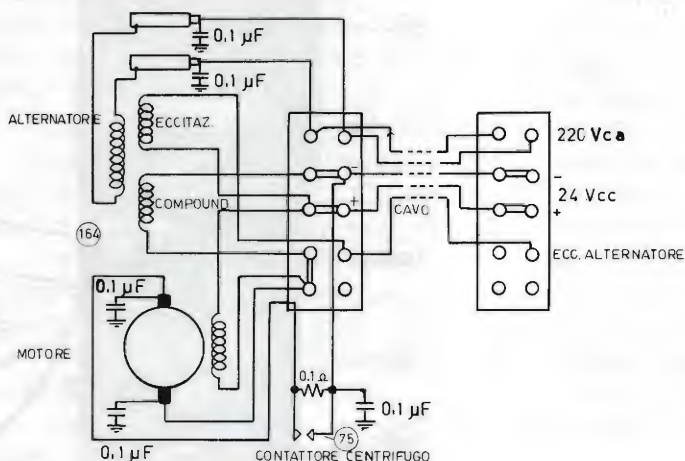 0.1 µF
0.1 µF
ALTERNATORE
ECCITAZ.
220 Vca
-
-
COMPOUND
+
24 Vcc
+
CAVO
164
ECC. ALTERNATORE
0.1 µF
MOTORE
0.1 Ω
0.1 µF
75
0.1 µF
CONTATTORE CENTRIFUGO